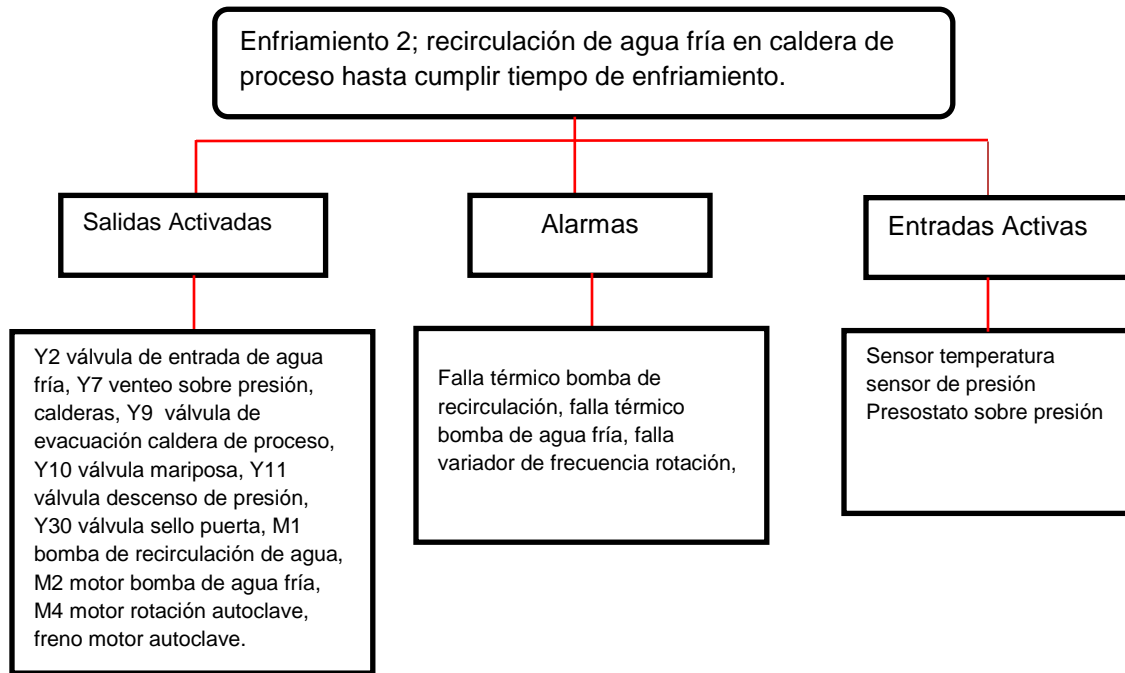 Enfriamiento 2; recirculación de agua fría en caldera de
proceso hasta cumplir tiempo de enfriamiento.
Salidas Activadas
Alarmas
Entradas Activas
Y2 válvula de entrada de agua
fría, Y7 venteo sobre presión,
calderas, Y9 válvula de
evacuación caldera de proceso,
Y10 válvula mariposa, Y11
válvula descenso de presión,
Y30 válvula sello puerta, M1
bomba de recirculación de agua,
M2 motor bomba de agua fría,
M4 motor rotación autoclave,
freno motor autoclave.
Falla térmico bomba de
recirculación, falla térmico
bomba de agua fría, falla
variador de frecuencia rotación,
Sensor temperatura
sensor de presión
Presostato sobre presión